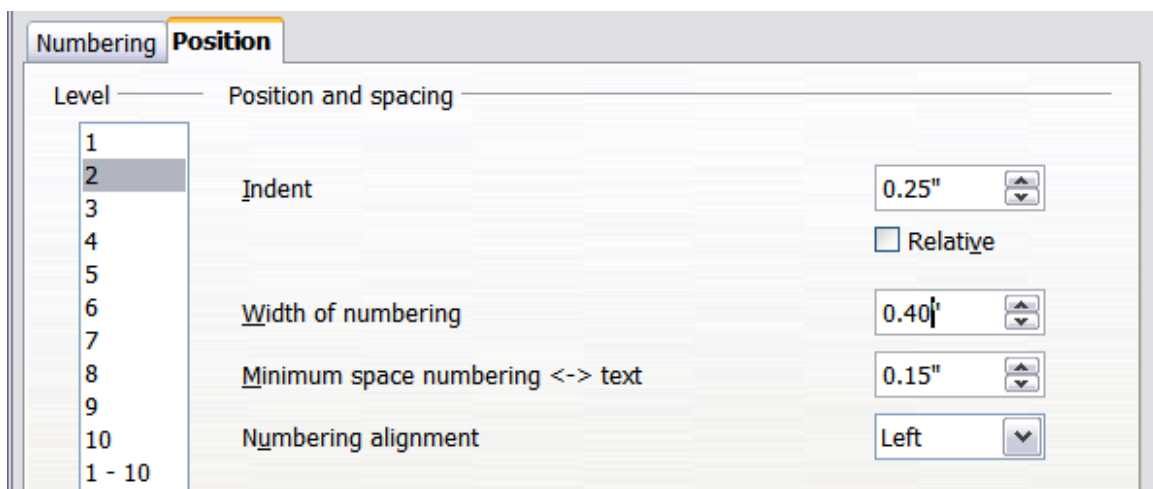 Numbering Position
Level Position and spacing
1
2
Indent 0.25"
3
4 Relative
5
6 Width of numbering 0.40"
7
8 Minimum space numbering <-> text 0.15"
9
10 Numbering alignment Left
1 - 10